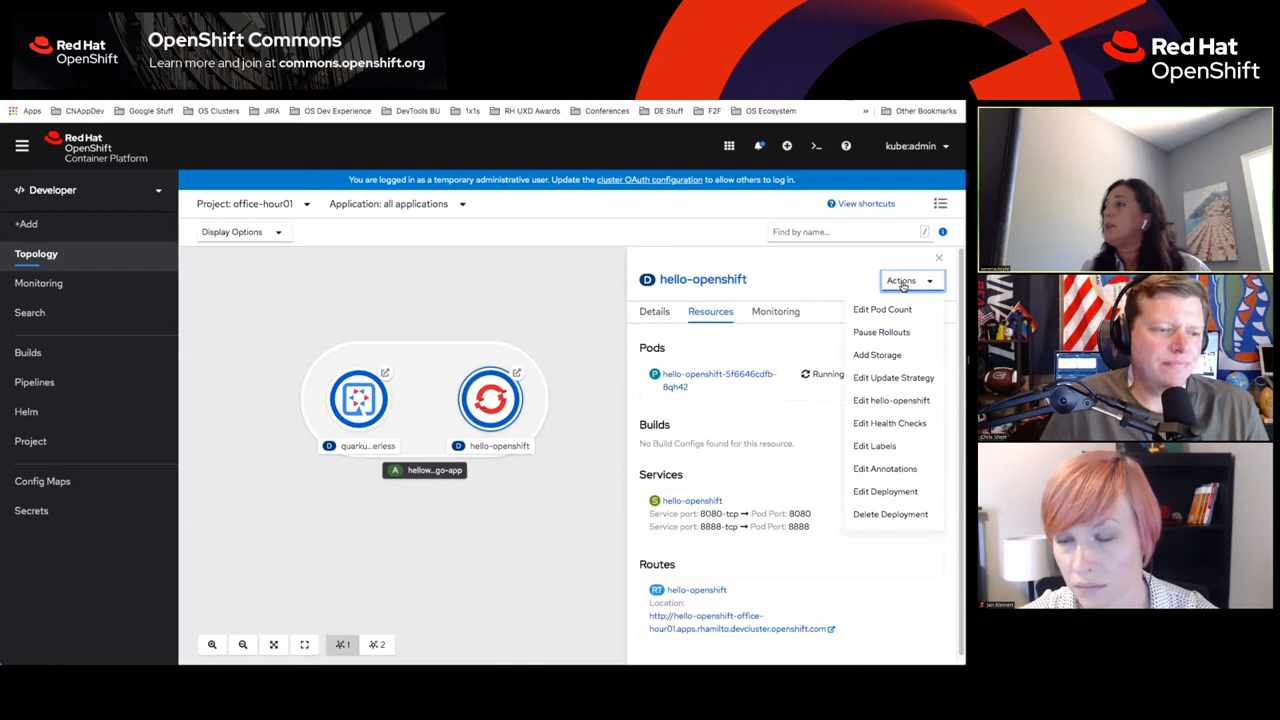 Red Hat
OpenShift
OpenShift Commons
Learn more and join at commons.openshift.org
Red Hat
OpenShift
Apps
CNAppDev
Google Stuff
OS Clusters
JIRA
OS Dev Experience
DevTools BU
1x1s
RH UXD Awards
Conferences
DE Stuff
F2F
OS Ecosystem
»
Other Bookmarks
Red Hat
OpenShift
Container Platform
kube:admin
You are logged in as a temporary administrative user. Update the cluster OAuth configuration to allow others to log in.
Developer
+Add
Topology
Monitoring
Search
Builds
Pipelines
Helm
Project
Config Maps
Secrets
Project: office-hour01
Application: all applications
View shortcuts
Display Options
Find by name...
/
D quarku...erless
D hello-openshift
A hellow...go-app
1
2
D hello-openshift
Actions
Details
Resources
Monitoring
Pods
P hello-openshift-5f6646cdfb-
8qh42
Running
Builds
No Build Configs found for this resource.
Services
S hello-openshift
Service port: 8080-tcp → Pod Port: 8080
Service port: 8888-tcp → Pod Port: 8888
Routes
RT hello-openshift
Location:
http://hello-openshift-office-
hour01.apps.rhamilto.devcluster.openshift.com
Edit Pod Count
Pause Rollouts
Add Storage
Edit Update Strategy
Edit hello-openshift
Edit Health Checks
Edit Labels
Edit Annotations
Edit Deployment
Delete Deployment
Chris Short
Jan Kleinert